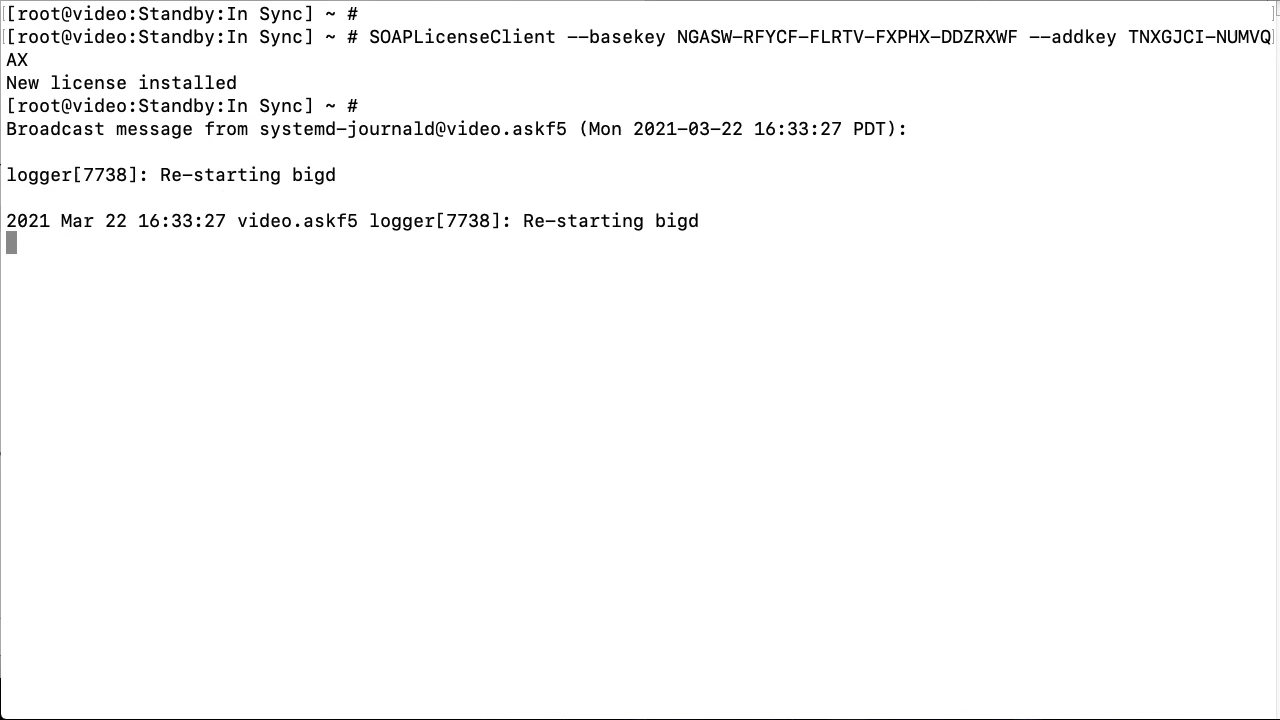 [root@video:Standby:In Sync] ~ #
[root@video:Standby:In Sync] ~ # SOAPLicenseClient --basekey NGASW-RFYCF-FLRTV-FXPHX-DDZRXWF --addkey TNXGJCI-NUMVQ
AX
New license installed
[root@video:Standby:In Sync] ~ #
Broadcast message from systemd-journald@video.askf5 (Mon 2021-03-22 16:33:27 PDT):
logger[7738]: Re-starting bigd
2021 Mar 22 16:33:27 video.askf5 logger[7738]: Re-starting bigd